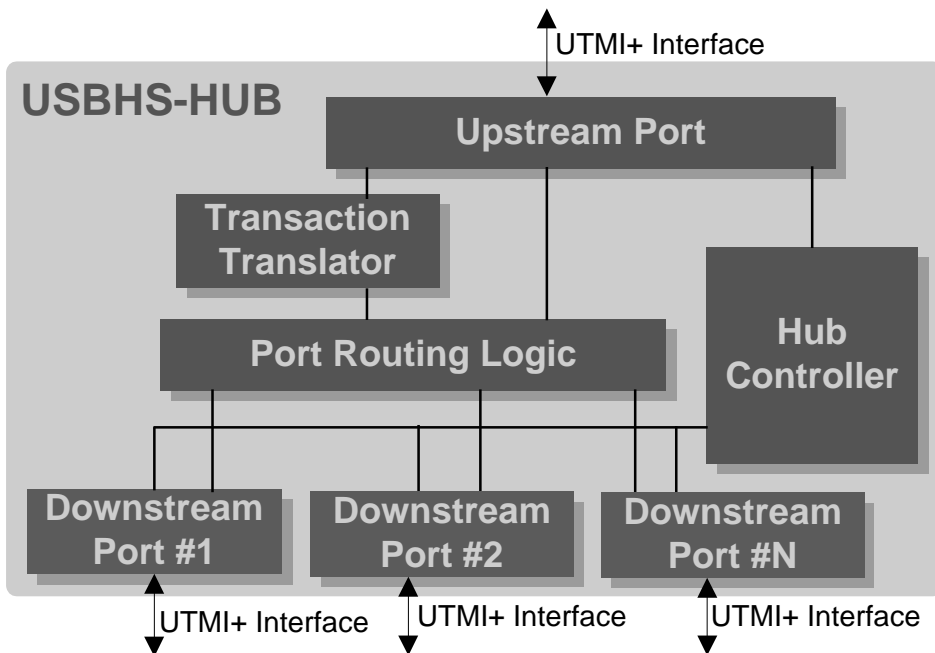 UTMI+ Interface
USBHS-HUB
Upstream Port
Transaction
Translator
Port Routing Logic
Hub
Controller
Downstream
Port #1
Downstream
Port #2
Downstream
Port #N
UTMI+ Interface
UTMI+ Interface
UTMI+ Interface